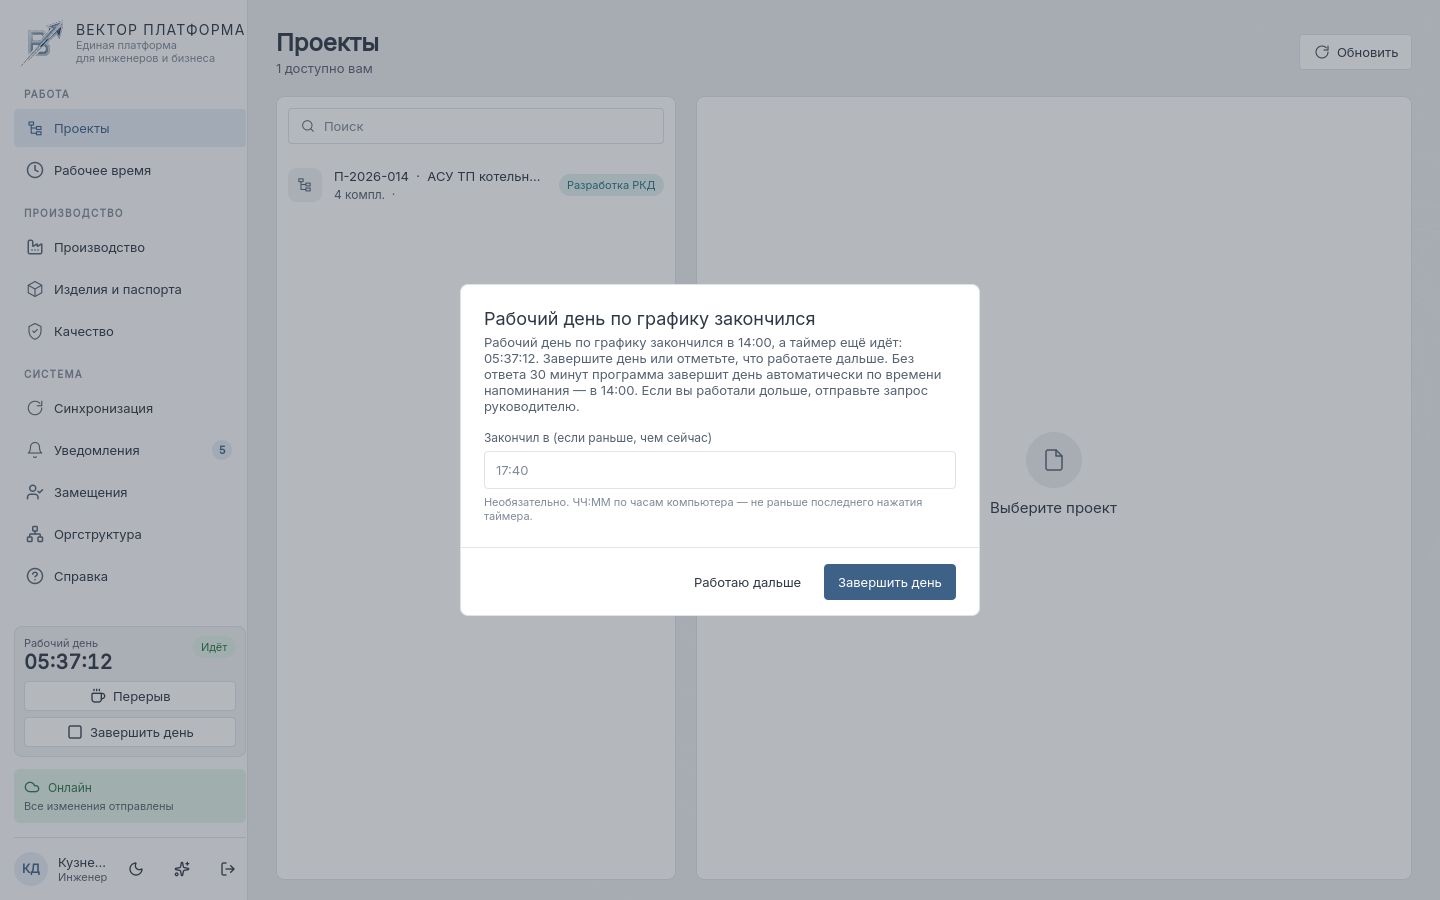 ВЕКТОР ПЛАТФОРМА
Единая платформа
для инженеров и бизнеса
РАБОТА
Проекты
Рабочее время
ПРОИЗВОДСТВО
Производство
Изделия и паспорта
Качество
СИСТЕМА
Синхронизация
Уведомления 5
Замещения
Оргструктура
Справка
Рабочий день
Идёт
05:37:12
Перерыв
Завершить день
Онлайн
Все изменения отправлены
КД
Кузне...
Инженер
Проекты
1 доступно вам
Обновить
Поиск
П-2026-014 · АСУ ТП котельн...
4 компл. ·
Разработка РКД
Выберите проект
Рабочий день по графику закончился
Рабочий день по графику закончился в 14:00, а таймер ещё идёт:
05:37:12. Завершите день или отметьте, что работаете дальше. Без
ответа 30 минут программа завершит день автоматически по времени
напоминания — в 14:00. Если вы работали дольше, отправьте запрос
руководителю.
Закончил в (если раньше, чем сейчас)
17:40
Необязательно. ЧЧ:ММ по часам компьютера — не раньше последнего нажатия
таймера.
Работаю дальше
Завершить день